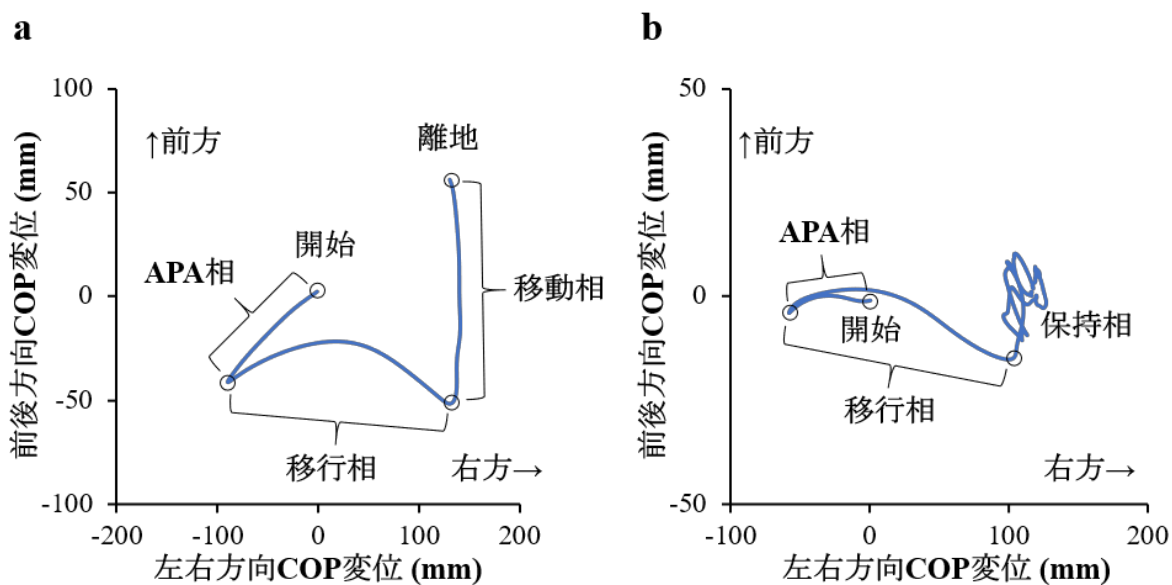 a
100
50
0
-50
-100
-200
-100
0
100
200
前後方向COP変位 (mm)
左右方向COP変位 (mm)
↑前方
離地
開始
APA相
移動相
移行相
右方→
b
50
0
-50
-100
0
100
200
前後方向COP変位 (mm)
左右方向COP変位 (mm)
↑前方
APA相
開始
保持相
移行相
右方→